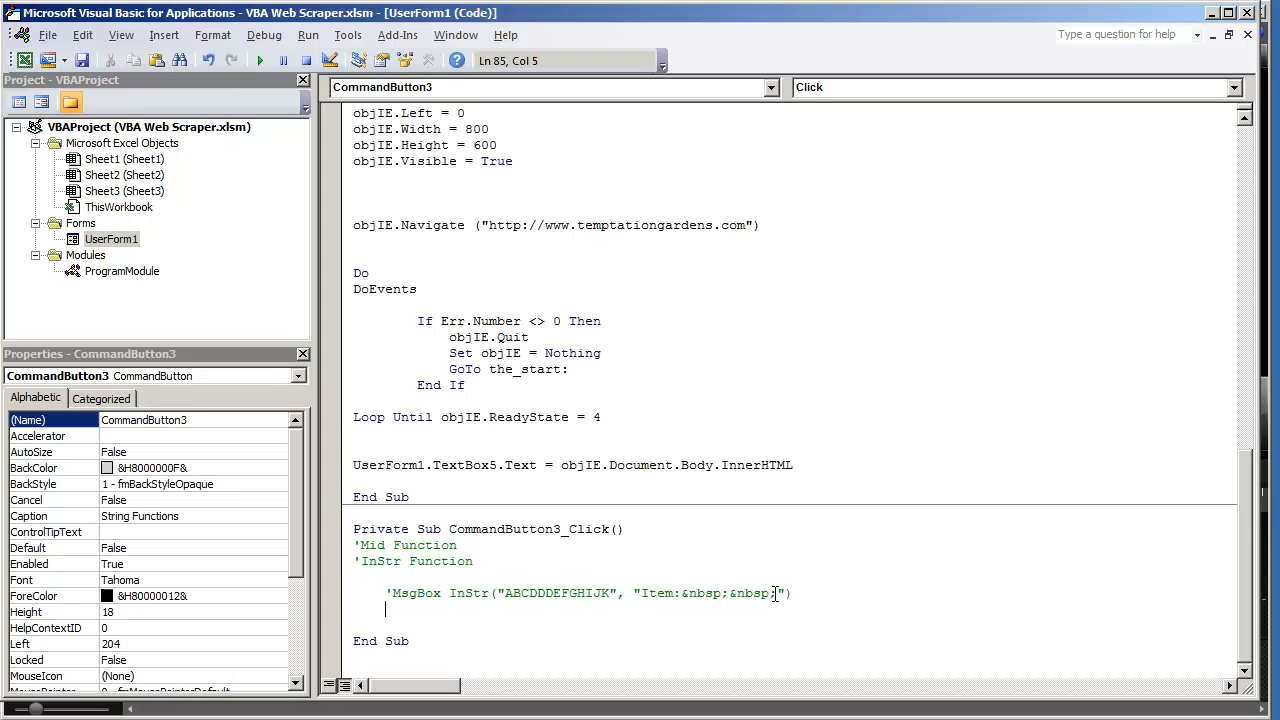 Microsoft Visual Basic for Applications - VBA Web Scraper.xlsm - [UserForm1 (Code)]
File Edit View Insert Format Debug Run Tools Add-Ins Window Help
Type a question for help
Ln 85, Col 5
Project - VBAProject
VBAProject (VBA Web Scraper.xlsm)
Microsoft Excel Objects
Sheet1 (Sheet1)
Sheet2 (Sheet2)
Sheet3 (Sheet3)
ThisWorkbook
Forms
UserForm1
Modules
ProgramModule
Properties - CommandButton3
CommandButton3 CommandButton
Alphabetic Categorized
(Name) CommandButton3
Accelerator
AutoSize False
BackColor &H8000000F&
BackStyle 1 - fmBackStyleOpaque
Cancel False
Caption String Functions
ControlTipText
Default False
Enabled True
Font Tahoma
ForeColor &H80000012&
Height 18
HelpContextID 0
Left 204
Locked False
MouseIcon (None)
MousePointer 0 - fmMousePointerDefault
CommandButton3 Click
objIE.Left = 0
objIE.Width = 800
objIE.Height = 600
objIE.Visible = True
objIE.Navigate ("http://www.temptationgardens.com")
Do
DoEvents
If Err.Number <> 0 Then
objIE.Quit
Set objIE = Nothing
GoTo the_start:
End If
Loop Until objIE.ReadyState = 4
UserForm1.TextBox5.Text = objIE.Document.Body.InnerHTML
End Sub
Private Sub CommandButton3_Click()
'Mid Function
'InStr Function
'MsgBox InStr("ABCDDDEFGHIJK", "Item:&nbsp;&nbsp;")
End Sub